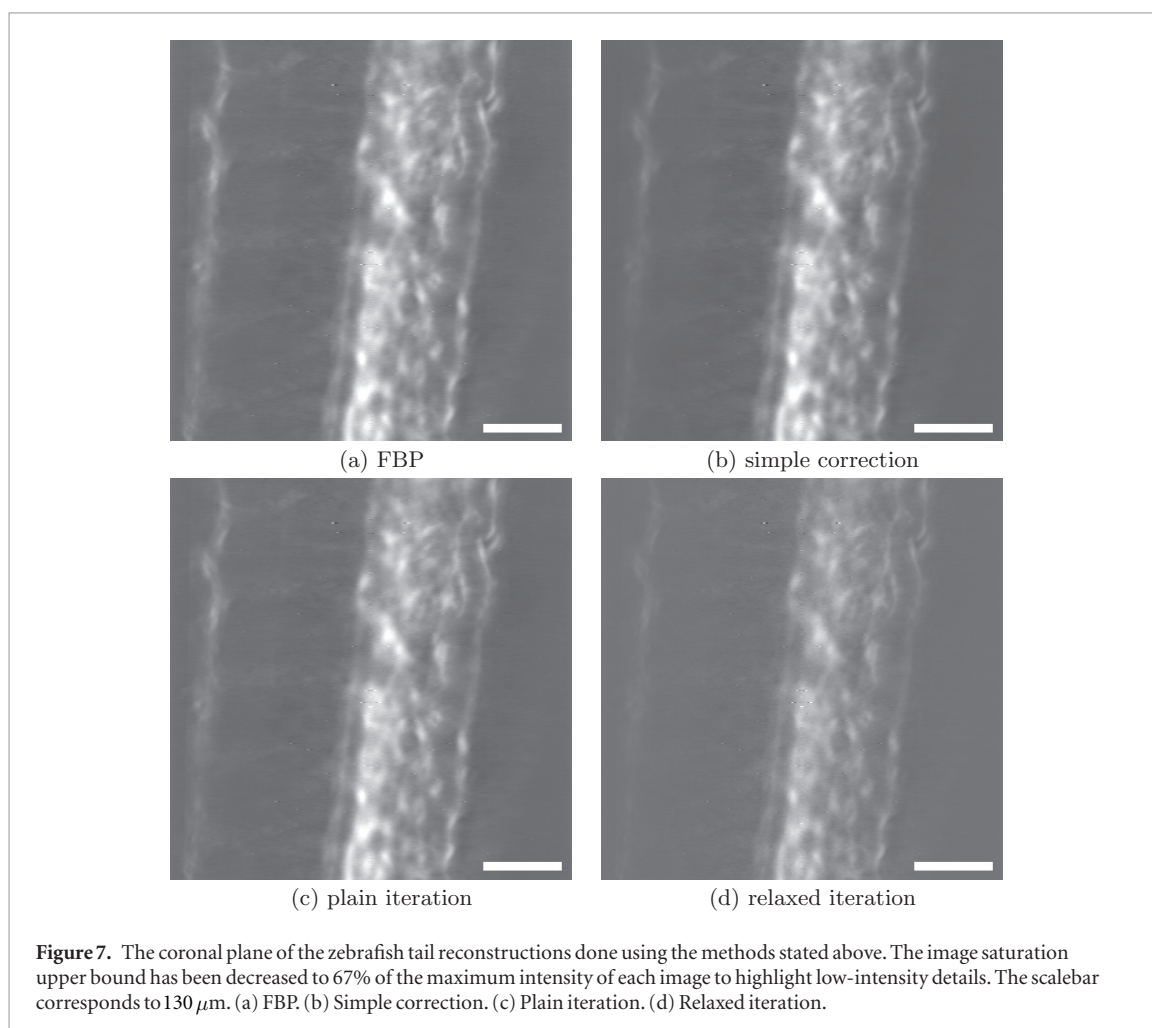 (a) FBP
(b) simple correction
(c) plain iteration
(d) relaxed iteration
Figure 7. The coronal plane of the zebrafish tail reconstructions done using the methods stated above. The image saturation
upper bound has been decreased to 67% of the maximum intensity of each image to highlight low-intensity details. The scalebar
corresponds to 130 μm. (a) FBP. (b) Simple correction. (c) Plain iteration. (d) Relaxed iteration.